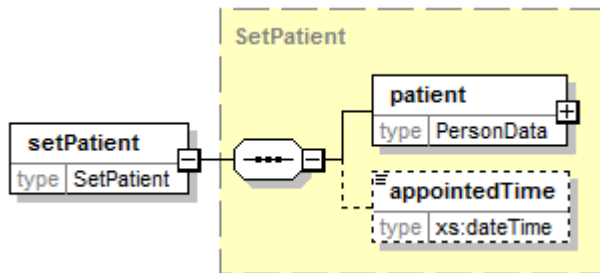 SetPatient
setPatient
type SetPatient
patient
type PersonData
appointedTime
type xs:dateTime